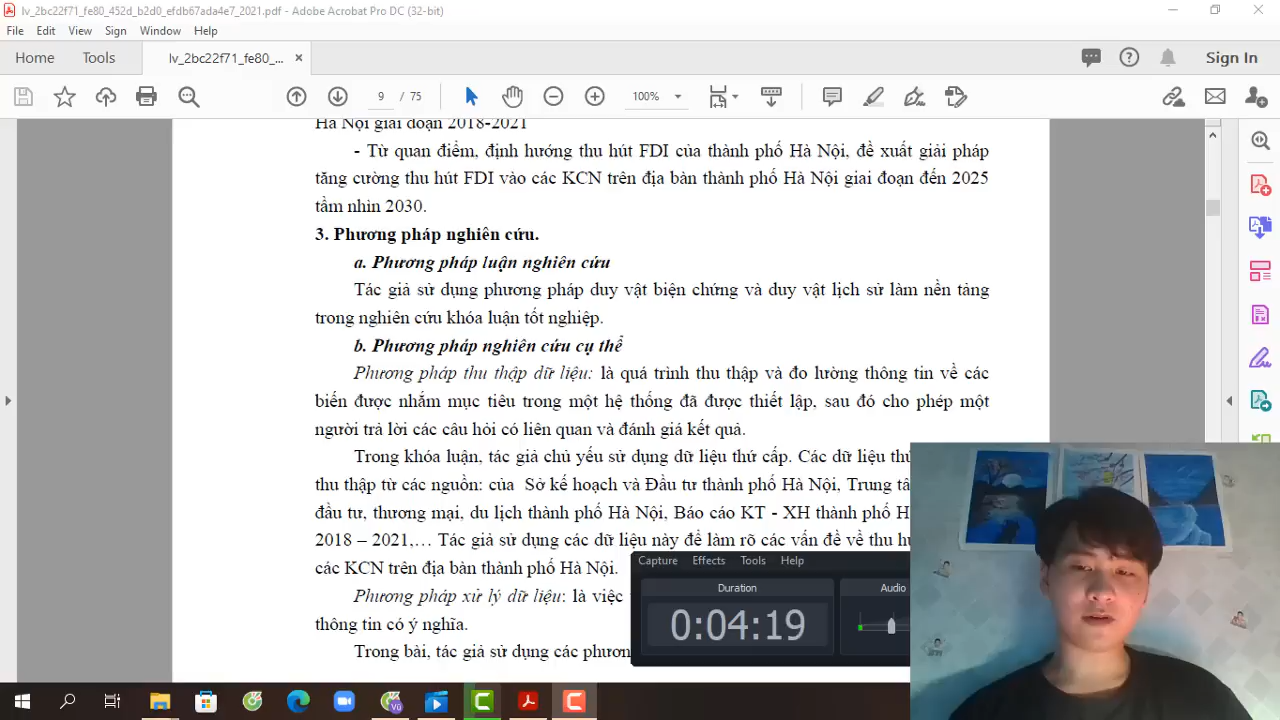 lv_2bc22f71_fe80_452d_b2d0_efdb67ada4e7_2021.pdf - Adobe Acrobat Pro DC (32-bit)
File Edit View Sign Window Help
Home Tools lv_2bc22f71_fe80_... × Sign In
9 / 75 100%
Hà Nội giai đoạn 2018-2021
- Từ quan điểm, định hướng thu hút FDI của thành phố Hà Nội, đề xuất giải pháp
tăng cường thu hút FDI vào các KCN trên địa bàn thành phố Hà Nội giai đoạn đến 2025
tầm nhìn 2030.
3. Phương pháp nghiên cứu.
a. Phương pháp luận nghiên cứu
Tác giả sử dụng phương pháp duy vật biện chứng và duy vật lịch sử làm nền tảng
trong nghiên cứu khóa luận tốt nghiệp.
b. Phương pháp nghiên cứu cụ thể
Phương pháp thu thập dữ liệu: là quá trình thu thập và đo lường thông tin về các
biến được nhắm mục tiêu trong một hệ thống đã được thiết lập, sau đó cho phép một
người trả lời các câu hỏi có liên quan và đánh giá kết quả.
Trong khóa luận, tác giả chủ yếu sử dụng dữ liệu thứ cấp. Các dữ liệu
thu thập từ các nguồn: của Sở kế hoạch và Đầu tư thành phố Hà Nội, Trung
đầu tư, thương mại, du lịch thành phố Hà Nội, Báo cáo KT - XH thành phố
2018 – 2021,… Tác giả sử dụng các dữ liệu này để làm rõ các vấn đề về thu
các KCN trên địa bàn thành phố Hà Nội.
Phương pháp xử lý dữ liệu: là việc
thông tin có ý nghĩa.
Trong bài, tác giả sử dụng các
Capture Effects Tools Help
Duration Audio
0:04:19